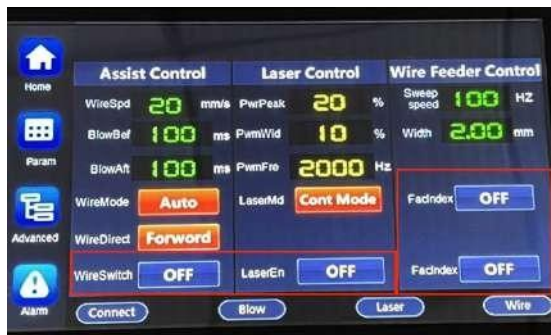 Home
Param
Advanced
Alarm
Assist Control
WireSpd 20 mm/s
BlowBef 100 ms
BlowAft 100 ms
WireMode Auto
WireDirect Forword
WireSwitch OFF
Laser Control
PwrPeak 20 %
PwmWid 10 %
PwmFre 2000 Hz
LaserMd Cont Mode
LaserEn OFF
Wire Feeder Control
Sweep speed 100 HZ
Width 2.00 mm
FacIndex OFF
FacIndex OFF
Connect
Blow
Laser
Wire